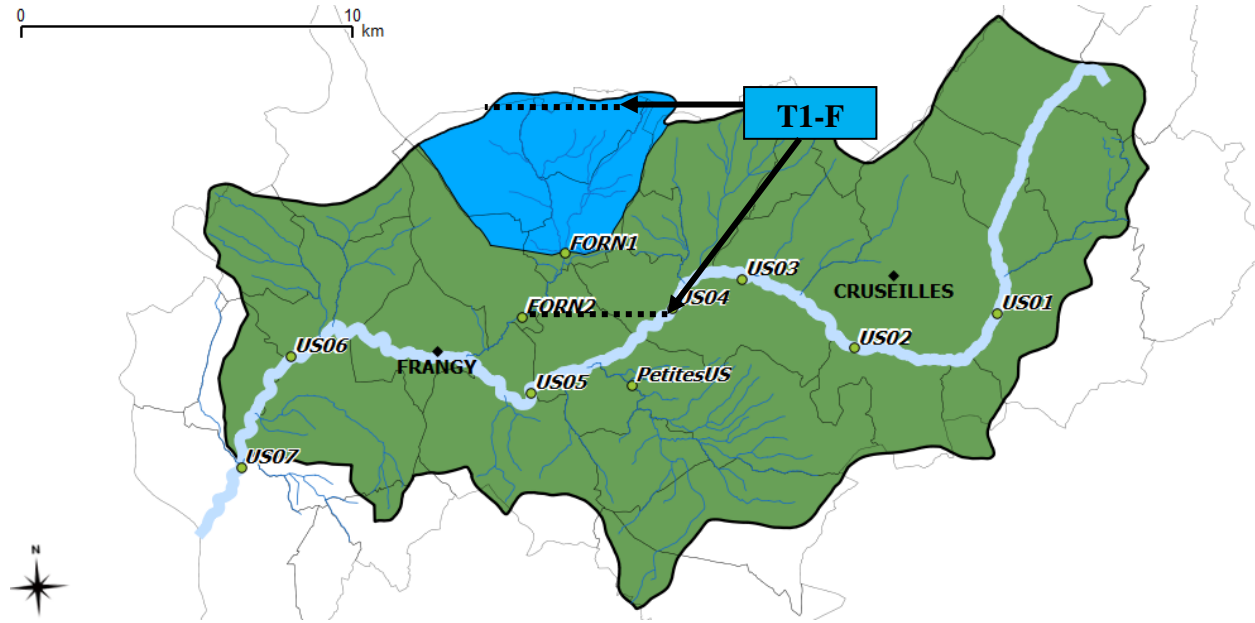 0 10
km
T1-F
FORN1
US03
CRUSEILLES
US04
US01
FORN2
US02
US06
FRANGY
PetitesUS
US05
US07
N